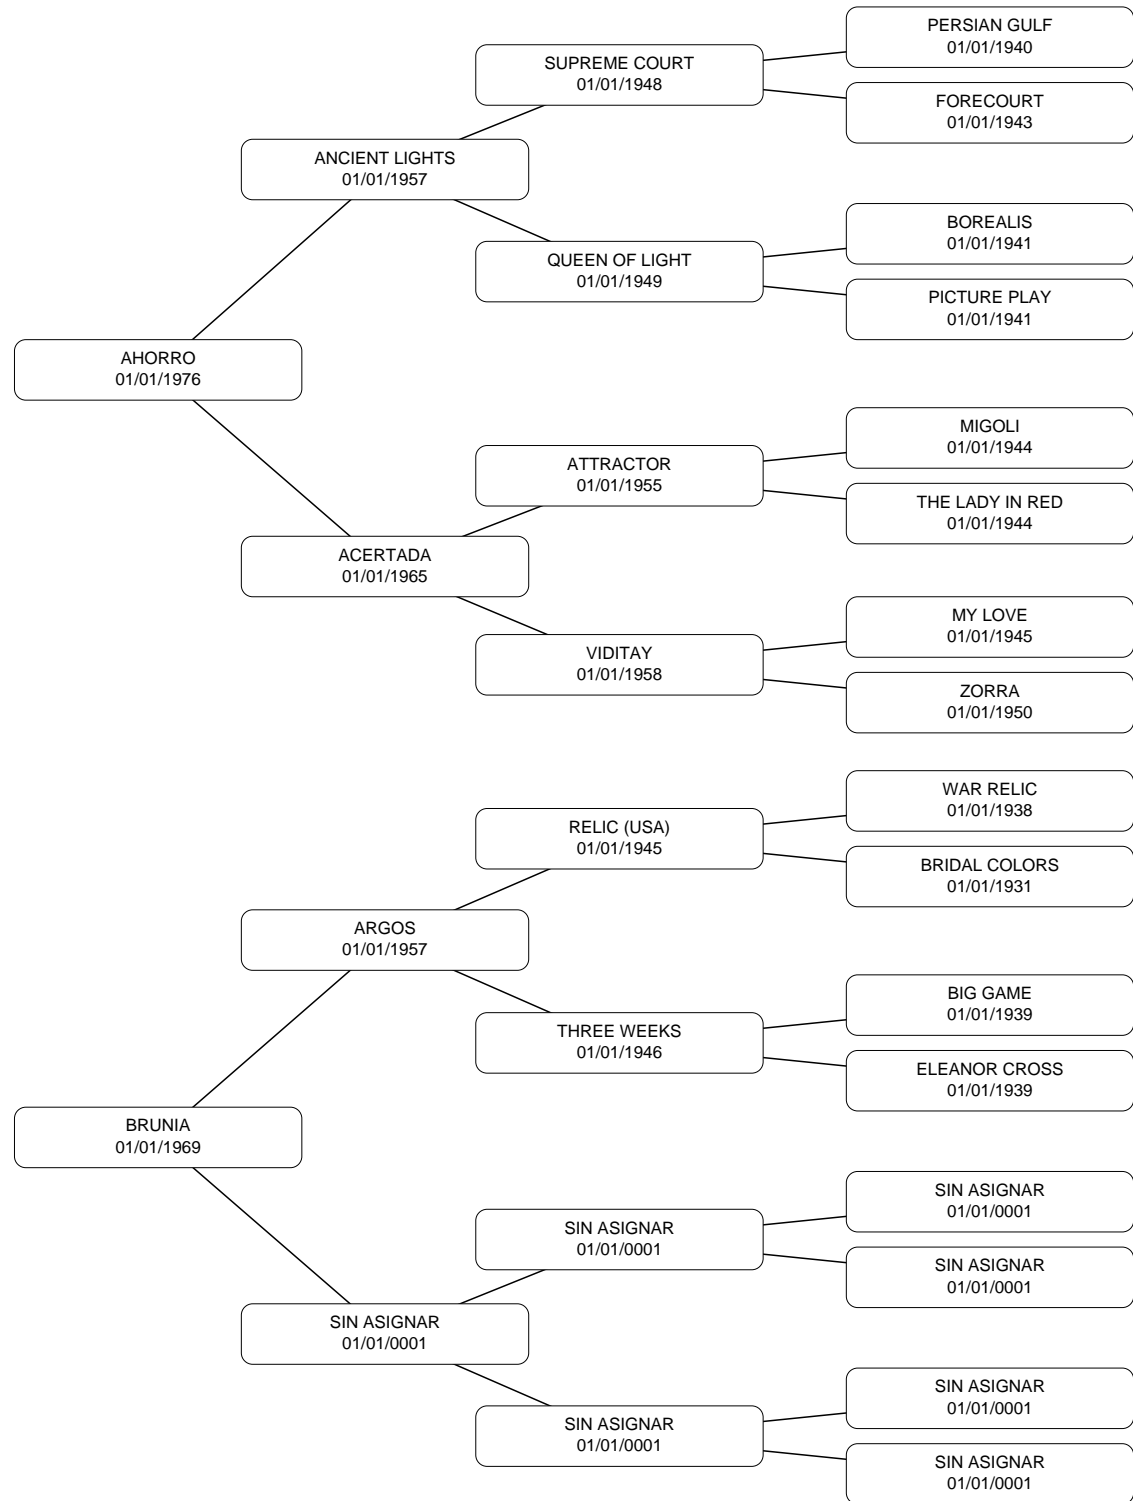 PERSIAN GULF
01/01/1940
SUPREME COURT
01/01/1948
FORECOURT
01/01/1943
ANCIENT LIGHTS
01/01/1957
BOREALIS
01/01/1941
QUEEN OF LIGHT
01/01/1949
PICTURE PLAY
01/01/1941
AHORRO
01/01/1976
MIGOLI
01/01/1944
ATTRACTOR
01/01/1955
THE LADY IN RED
01/01/1944
ACERTADA
01/01/1965
MY LOVE
01/01/1945
VIDITAY
01/01/1958
ZORRA
01/01/1950
WAR RELIC
01/01/1938
RELIC (USA)
01/01/1945
BRIDAL COLORS
01/01/1931
ARGOS
01/01/1957
BIG GAME
01/01/1939
THREE WEEKS
01/01/1946
ELEANOR CROSS
01/01/1939
BRUNIA
01/01/1969
SIN ASIGNAR
01/01/0001
SIN ASIGNAR
01/01/0001
SIN ASIGNAR
01/01/0001
SIN ASIGNAR
01/01/0001
SIN ASIGNAR
01/01/0001
SIN ASIGNAR
01/01/0001
SIN ASIGNAR
01/01/0001